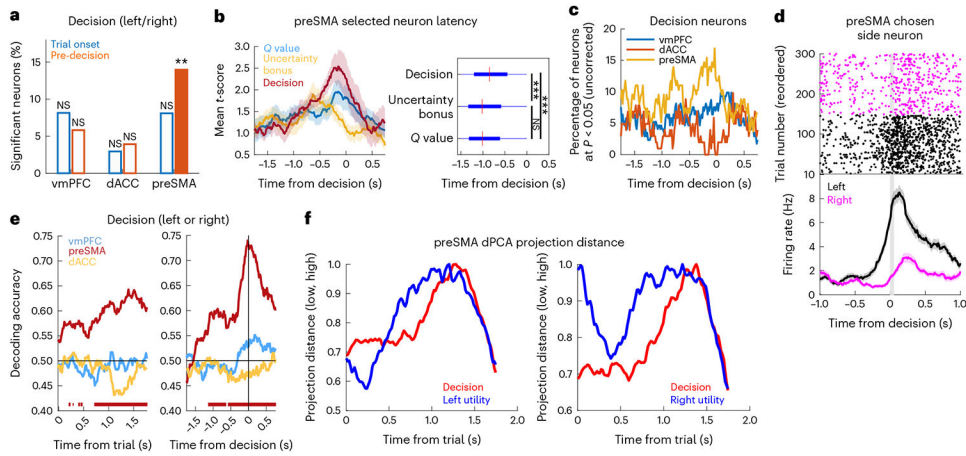 a
Decision (left/right)
Trial onset
Pre-decision
Significant neurons (%)
15
10
5
0
NS
NS
NS
NS
NS
**
vmPFC
dACC
preSMA
b
preSMA selected neuron latency
Q value
Uncertainty
bonus
Decision
Mean t-score
3.0
2.5
2.0
1.5
1.0
0.5
-1.5
-1.0
-0.5
0
0.5
Time from decision (s)
Decision
Uncertainty
bonus
Q value
***
NS
***
-1.5
-1.0
-0.5
0
0.5
Time from decision (s)
c
Decision neurons
vmPFC
dACC
preSMA
Percentage of neurons
at P < 0.05 (uncorrected)
20
15
10
5
0
-1.5
-1.0
-0.5
0
0.5
Time from decision (s)
d
preSMA chosen
side neuron
Trial number (reordered)
300
200
100
Left
Right
Firing rate (Hz)
10
8
6
4
2
0
-1.0
-0.5
0
0.5
1.0
Time from decision (s)
e
Decision (left or right)
vmPFC
preSMA
dACC
Decoding accuracy
0.75
0.70
0.65
0.60
0.55
0.50
0.45
0.40
0
0.5
1.0
1.5
Time from trial (s)
0.75
0.70
0.65
0.60
0.55
0.50
0.45
0.40
-1.5
-1.0
-0.5
0
0.5
Time from decision (s)
f
preSMA dPCA projection distance
Projection distance (low, high)
1.0
0.9
0.8
0.7
0.6
0.5
Decision
Left utility
0
0.5
1.0
1.5
2.0
Time from trial (s)
Projection distance (low, high)
1.0
0.9
0.8
0.7
0.6
Decision
Right utility
0
0.5
1.0
1.5
2.0
Time from trial (s)